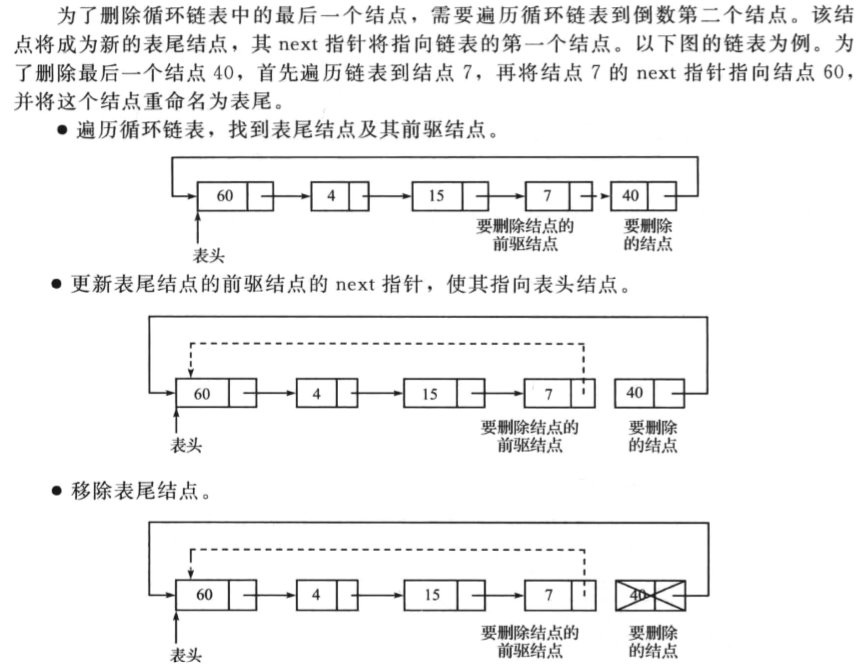 为了删除循环链表中的最后一个结点，需要遍历循环链表到倒数第二个结点。该结
点将成为新的表尾结点，其 next 指针将指向链表的第一个结点。以下图的链表为例。为
了删除最后一个结点 40，首先遍历链表到结点 7，再将结点 7 的 next 指针指向结点 60，
并将这个结点重命名为表尾。
● 遍历循环链表，找到表尾结点及其前驱结点。
60 4 15 7 40
要删除结点的 要删除
前驱结点 的结点
表头
● 更新表尾结点的前驱结点的 next 指针，使其指向表头结点。
60 4 15 7 40
要删除结点的 要删除
表头 前驱结点 的结点
● 移除表尾结点。
60 4 15 7 40
要删除结点的 要删除
表头 前驱结点 的结点